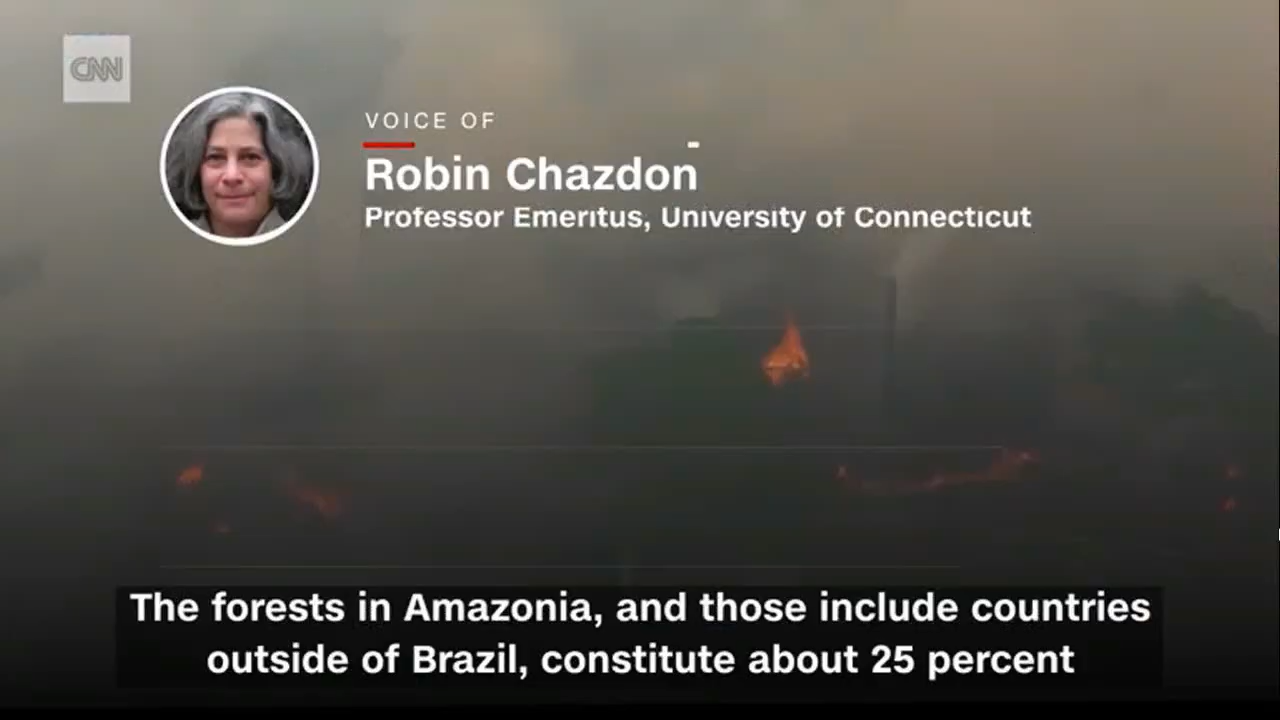 CNN
VOICE OF
Robin Chazdon
Professor Emeritus, University of Connecticut
The forests in Amazonia, and those include countries
outside of Brazil, constitute about 25 percent